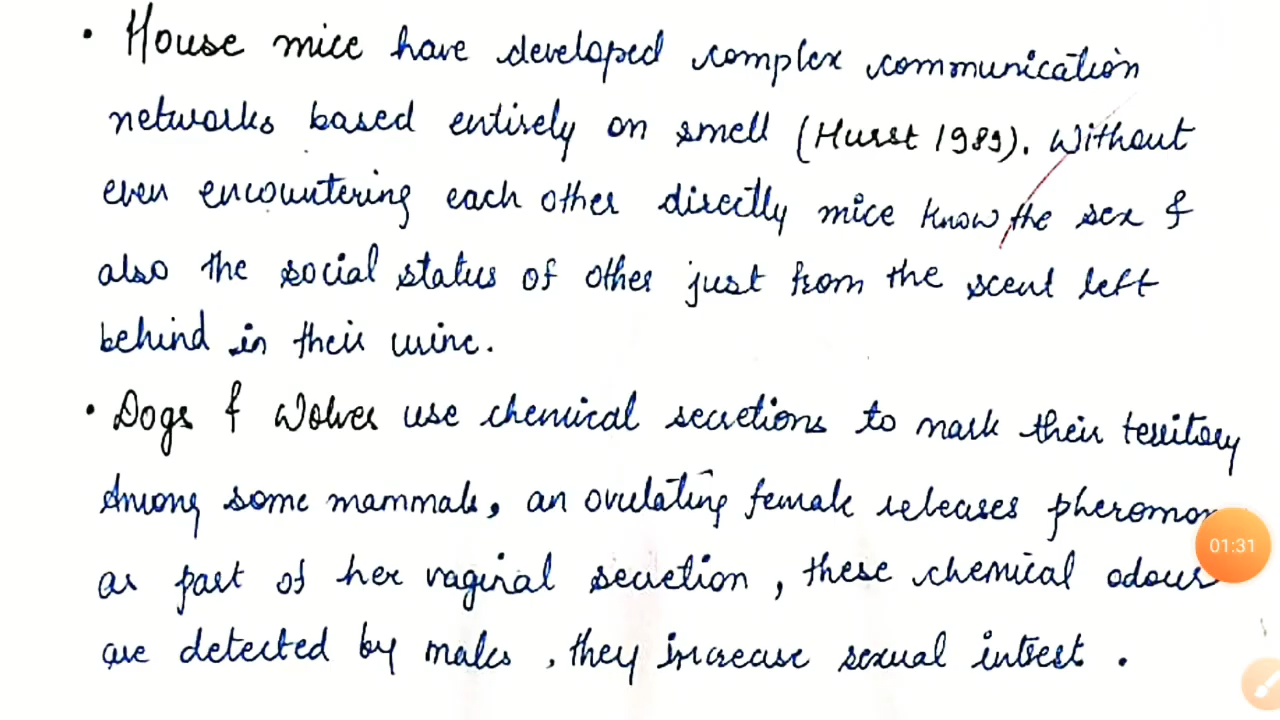 • House mice have developed complex communication
networks based entirely on smell (Hurst 1989). Without
even encountering each other directly mice know the sex &
also the social status of other just from the scent left
behind in their urine.
• Dogs & Wolves use chemical secretions to mark their territory
Among some mammals, an ovulating female releases pheromon
as part of her vaginal secretion, these chemical odours
are detected by males, they increase sexual intrest.
01:31